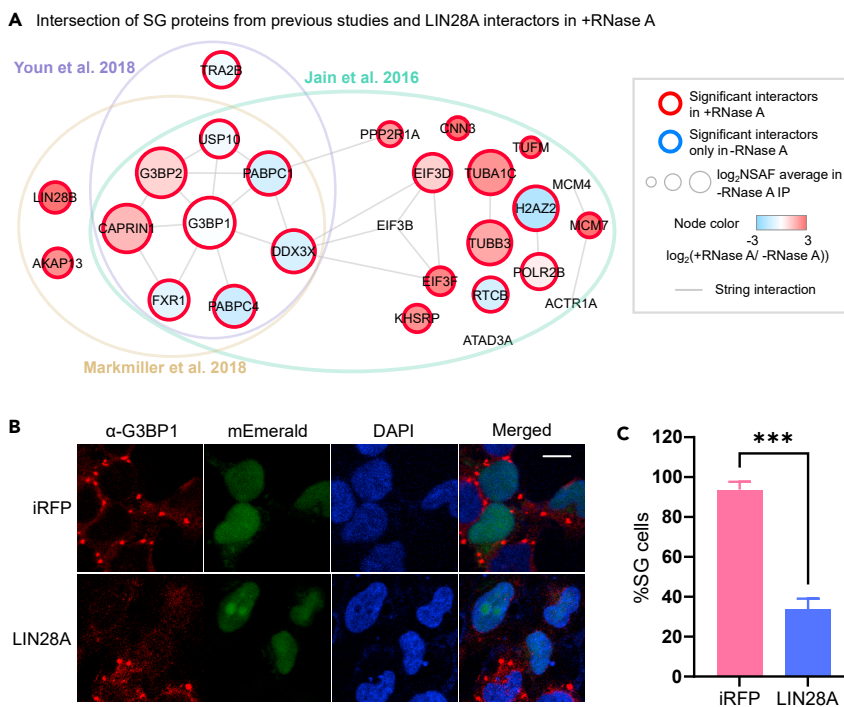 A Intersection of SG proteins from previous studies and LIN28A interactors in +RNase A
Youn et al. 2018
TRA2B
Jain et al. 2016
USP10
PPP2R1A
CNN3
TUFM
G3BP2
PABPC1
EIF3D
TUBA1C
MCM4
LIN28B
H2AZ2
CAPRIN1
G3BP1
EIF3B
MCM7
DDX3X
TUBB3
POLR2B
AKAP13
EIF3F
RTCB
FXR1
PABPC4
ACTR1A
KHSRP
ATAD3A
Markmiller et al. 2018
Significant interactors
in +RNase A
Significant interactors
only in -RNase A
log2NSAF average in
-RNase A IP
Node color
-3 3
log2(+RNase A/ -RNase A))
String interaction
B
α-G3BP1 mEmerald DAPI Merged
iRFP
LIN28A
C
***
%SG cells
120
100
80
60
40
20
0
iRFP LIN28A